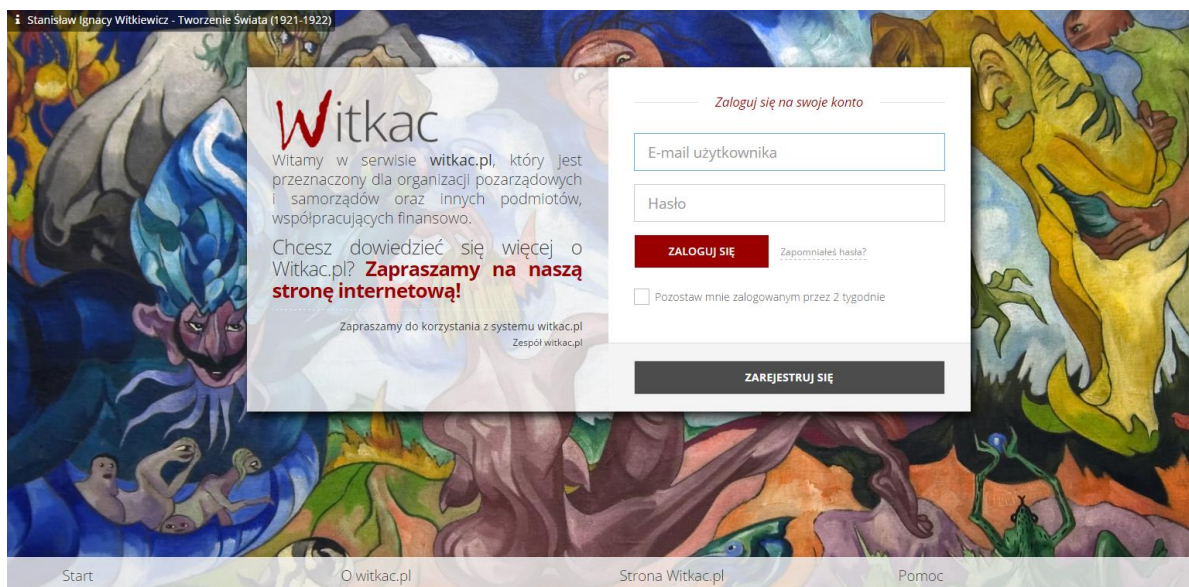 i Stanisław Ignacy Witkiewicz - Tworzenie Świata (1921-1922)
Witkac
Witamy w serwisie witkac.pl, który jest
przeznaczony dla organizacji pozarządowych
i samorządów oraz innych podmiotów,
współpracujących finansowo.
Chcesz dowiedzieć się więcej o
Witkac.pl? Zapraszamy na naszą
stronę internetową!
Zapraszamy do korzystania z systemu witkac.pl
Zespół witkac.pl
Zaloguj się na swoje konto
E-mail użytkownika
Hasło
ZALOGUJ SIĘ Zapomniałeś hasła?
Pozostaw mnie zalogowanym przez 2 tygodnie
ZAREJESTRUJ SIĘ
Start O witkac.pl Strona Witkac.pl Pomoc